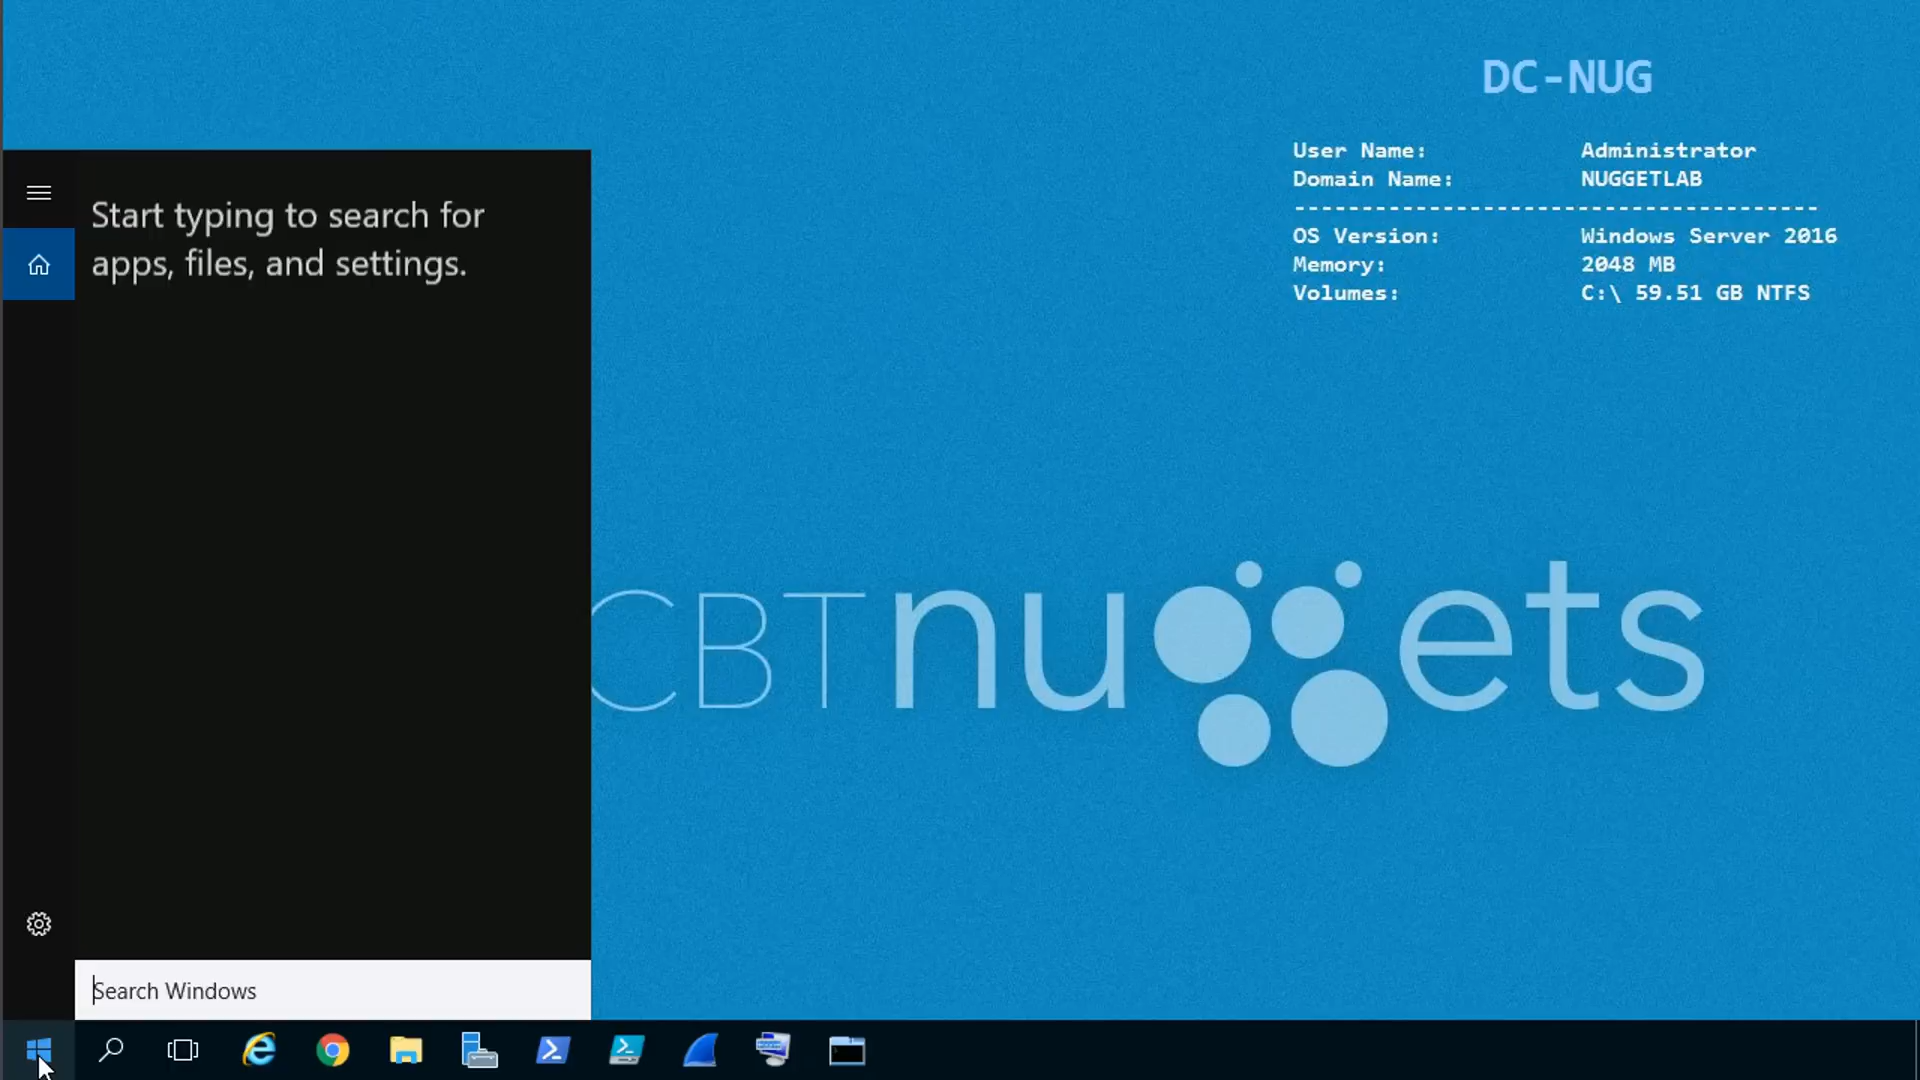 DC-NUG
User Name: Administrator
Domain Name: NUGGETLAB
---------------------------------------
OS Version: Windows Server 2016
Memory: 2048 MB
Volumes: C:\ 59.51 GB NTFS
Start typing to search for
apps, files, and settings.
CBTnuggets
Search Windows